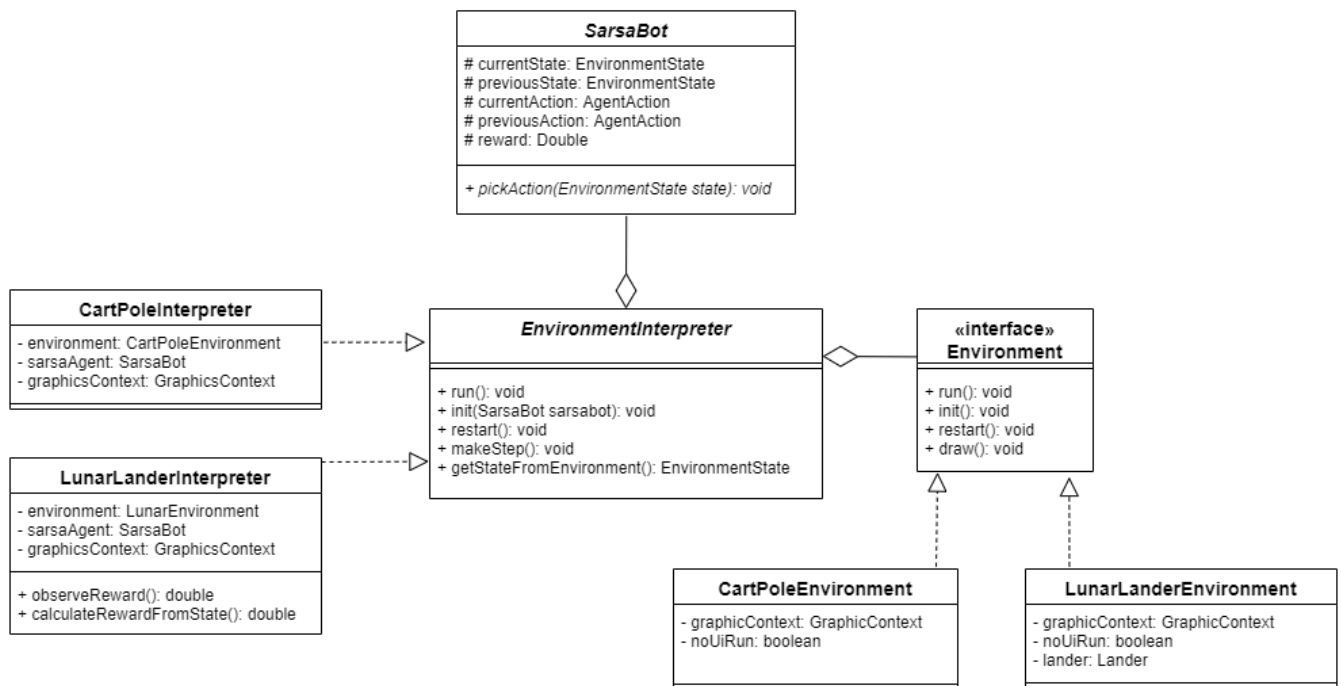 SarsaBot
# currentState: EnvironmentState
# previousState: EnvironmentState
# currentAction: AgentAction
# previousAction: AgentAction
# reward: Double
+ pickAction(EnvironmentState state): void
CartPoleInterpreter
- environment: CartPoleEnvironment
- sarsaAgent: SarsaBot
- graphicsContext: GraphicsContext
EnvironmentInterpreter
+ run(): void
+ init(SarsaBot sarsabot): void
+ restart(): void
+ makeStep(): void
+ getStateFromEnvironment(): EnvironmentState
«interface»
Environment
+ run(): void
+ init(): void
+ restart(): void
+ draw(): void
LunarLanderInterpreter
- environment: LunarEnvironment
- sarsaAgent: SarsaBot
- graphicsContext: GraphicsContext
+ observeReward(): double
+ calculateRewardFromState(): double
CartPoleEnvironment
- graphicContext: GraphicContext
- noUiRun: boolean
LunarLanderEnvironment
- graphicContext: GraphicContext
- noUiRun: boolean
- lander: Lander